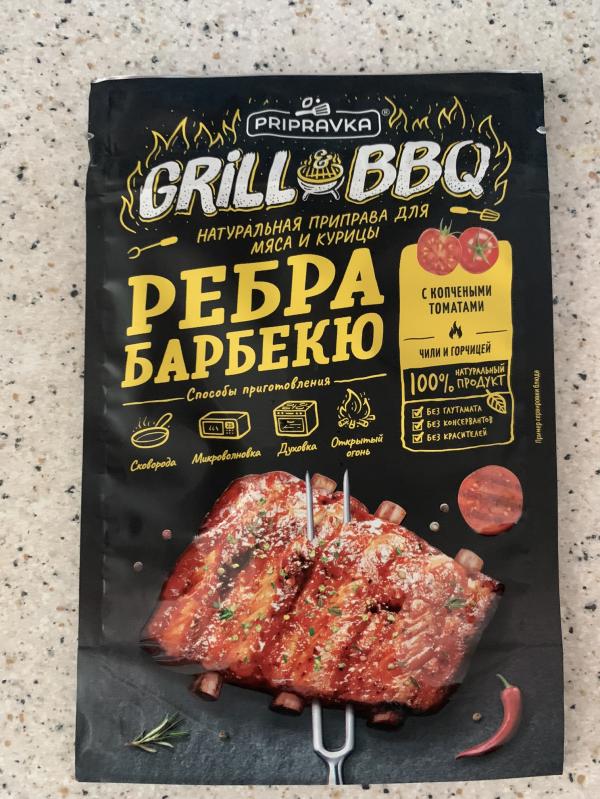 PRIPRAVKA®
GRiLL & BBQ
НАТУРАЛЬНАЯ ПРИПРАВА ДЛЯ
МЯСА И КУРИЦЫ
РЕБРА
БАРБЕКЮ
С КОПЧЕНЫМИ
ТОМАТАМИ
ЧИЛИ И ГОРЧИЦЕЙ
100% НАТУРАЛЬНЫЙ
ПРОДУКТ
БЕЗ ГЛУТАМАТА
БЕЗ КОНСЕРВАНТОВ
БЕЗ КРАСИТЕЛЕЙ
Способы приготовления
Сковорода
Микроволновка
Духовка
Открытый
огонь
Пример сервировки блюда